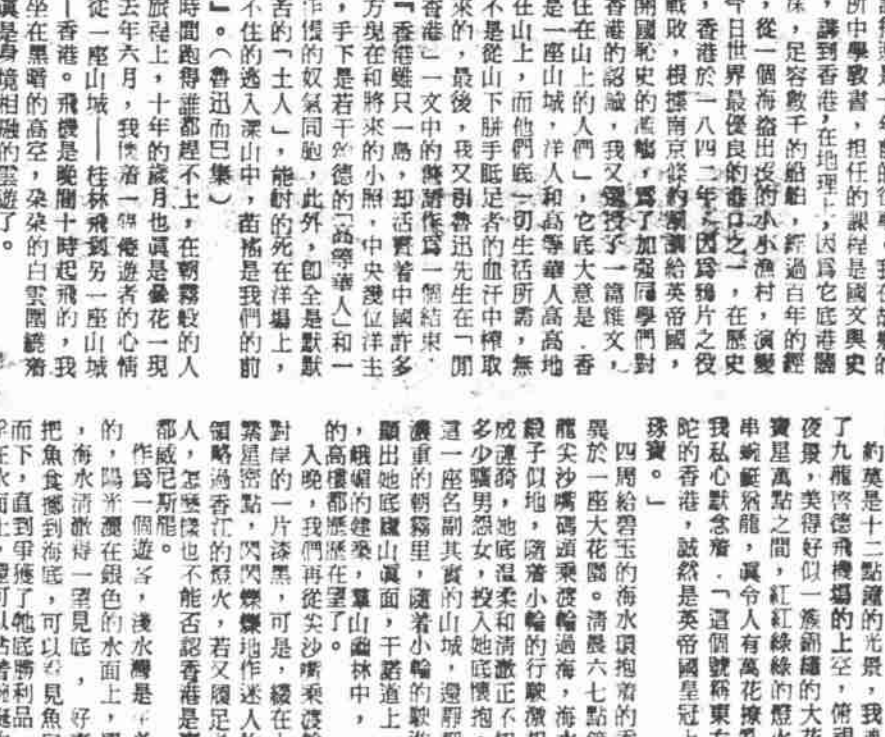 所中學教書，担任的課程是國文與史
，講到香港，在地理上，因爲它底港闊
深，足容數千的船舶，經過百年的經
，從一個海盜出沒的小小漁村，演變
今日世界最優良的港口之一，在歷史
，香港於一八四二年，因爲鴉片之役
戰敗，根據南京條約割讓給英帝國，
開國恥史的濫觴，爲了加强同學們對
香港的認識，我又選授了一篇雜文，
住在山上的人們」，它底大意是．香
是一座山城，洋人和高等華人高高地
在山上，而他們底一切生活所需，無
不是從山下胼手胝足者的血汗中榨取
來的，最後，我又引魯迅先生在「閒
香港」一文中的 作爲一個結束．
「香港雖只一島，却活畫着中國許多
方現在和將來的小照，中央幾位洋主
，手下是若干 德的「高等華人」和一
作倀的奴氣同胞，此外，卽全是默默
苦的「土人」，能耐的死在洋場上，
不住的逃入深山中，苗猺是我們的前
』。（魯迅而已集）
時間跑得誰都趕不上，在朝霧般的人
旅程上，十年的歲月也眞是曇花一現
去年六月，我懷着一 倦遊者的心情
從一座山城——桂林飛到另一座山城
—香港。飛機是晚間十時起飛的，我
坐在黑暗的高空，朶朶的白雲圍繞着
眞是身境相融的雲遊了。
約莫是十二點鐘的光景，我
了九龍啓德飛機場的上空，俯視
夜景，美得好似一簇錦繡的大花
寶星萬點之間，紅紅綠綠的燈火
串蜿蜒猶龍，眞令人有萬花撩
我私心默念着．「這個號稱東方
陀的香港，誠然是英帝國皇冠上
珠寶。」
四周給碧玉的海水環抱着的香
異於一座大花園。清晨六七點鐘
龍尖沙嘴碼頭乘渡輪過海，海水
緞子似地，隨着小輪的行駛激起
成漣漪，她底温柔和清澈正不知
多少曠男怨女，投入她底懷抱，
這一座名副其實的山城，還靜靜
濃重的朝霧里，隨着小輪的駛進
顯出她底廬山眞面，干諾道上
，峨媚的建築，羣山叢林中，
的高樓都歷歷在望了。
入晚，我們再從尖沙嘴乘渡輪
對岸的一片漆黑，可是，綴在上
繁星密點，閃閃爍爍地作迷人的
領略過香江的燈火，若又履足
人，怎麼樣也不能否認香港是東
都威尼斯罷。
作爲一個遊客，淺水灣是
的，陽光灑在銀色的水面上，
，海水清澈得一望見底，好
把魚食擲到海底，可以 見魚
而下，直到爭獲了牠底勝利品